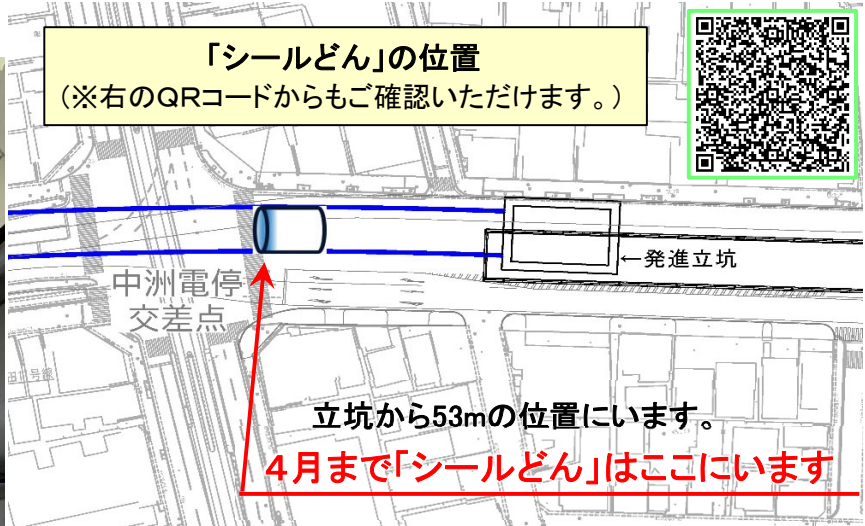 「シールどん」の位置
(※右のQRコードからもご確認いただけます。)
←発進立坑
中洲電停
交差点
立坑から53mの位置にいます。
４月まで「シールどん」はここにいます